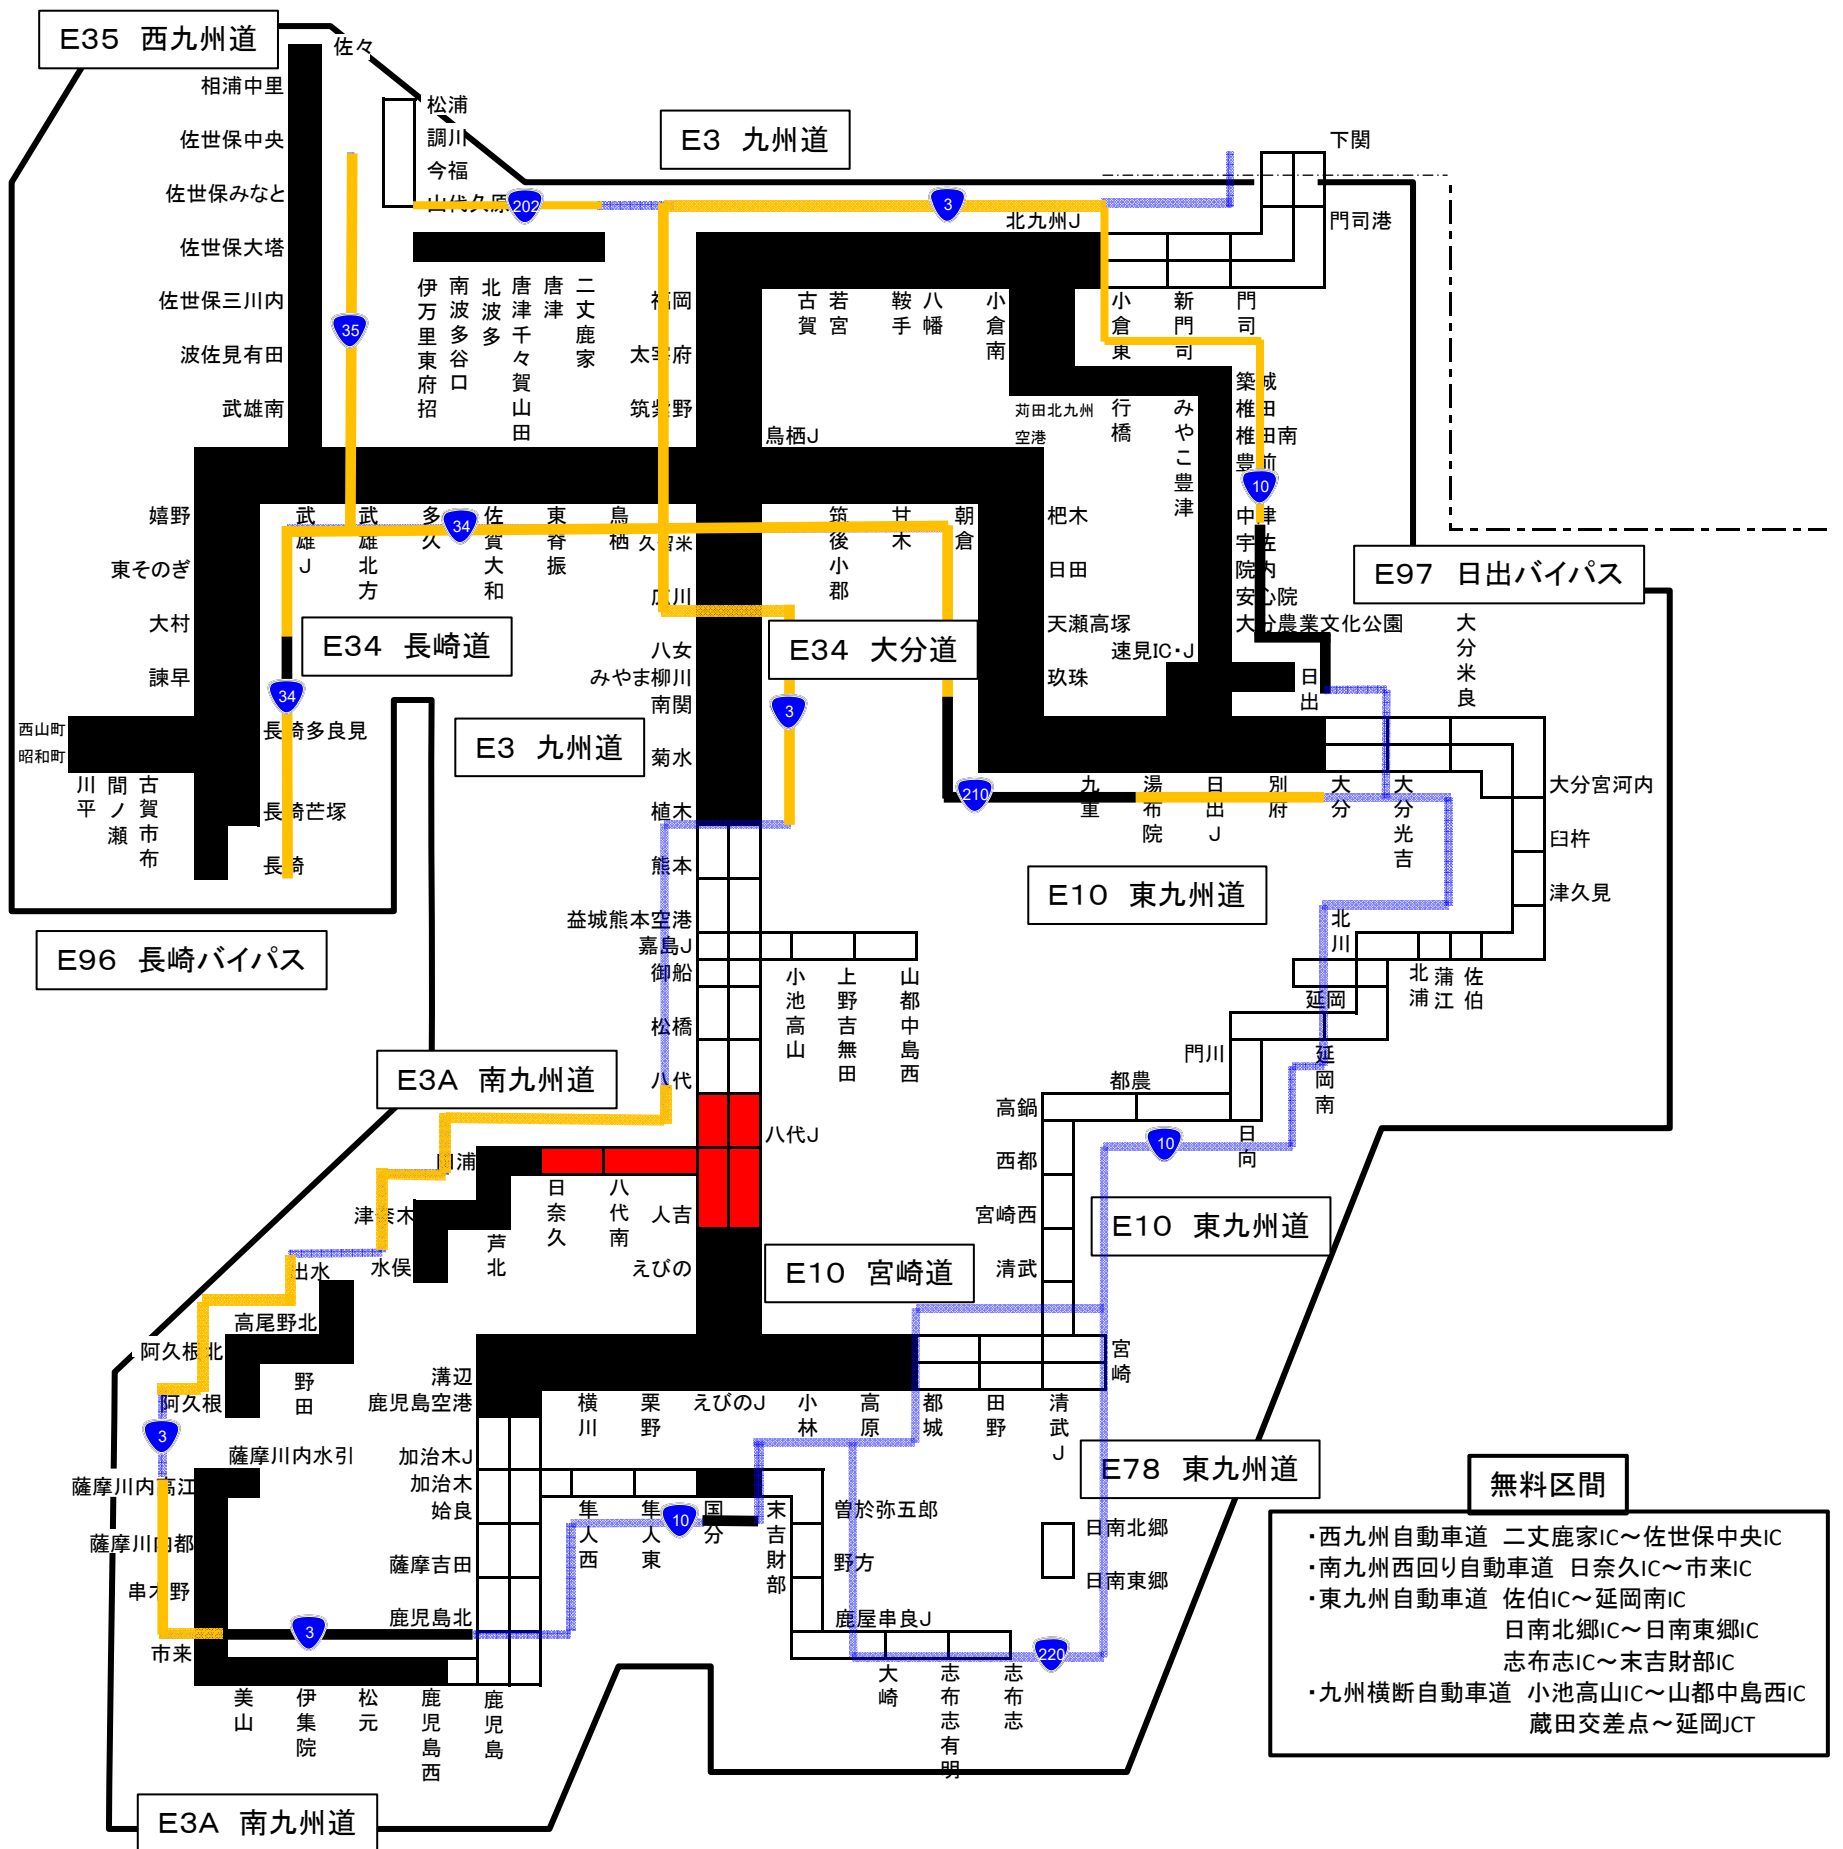 E35 西九州道
佐々
相浦中里
佐世保中央
佐世保みなと
佐世保大塔
佐世保三川内
波佐見有田
武雄南
松浦
調川
今福
山代久原
202
35
E3 九州道
3
下関
門司港
北九州J
伊万里東府招
南波多谷口
北波多
唐津千々賀山田
唐津
二丈鹿家
福岡
太宰府
筑紫野
古賀
若宮
鞍手
八幡
小倉南
小倉東
新門司
門司
鳥栖J
苅田北九州
空港
行橋
みやこ豊津
築城
椎田
椎田南
豊前
10
中津
宇佐
院内
安心院
大分農業文化公園
速見IC・J
日出
E97 日出バイパス
大分米良
嬉野
東そのぎ
大村
諫早
武雄J
武雄北方
多久
34
佐賀大和
東脊振
鳥栖
久留米
筑後小郡
甘木
朝倉
杷木
日田
天瀬高塚
玖珠
広川
八女
みやま柳川
南関
菊水
植木
E34 長崎道
E34 大分道
34
3
E3 九州道
西山町
昭和町
川平
間ノ瀬
古賀市布
長崎多良見
長崎芒塚
長崎
E96 長崎バイパス
210
九重
湯布院
日出J
別府
大分
大分光吉
大分宮河内
臼杵
津久見
E10 東九州道
北川
延岡
北浦
蒲江
佐伯
延岡南
門川
都農
高鍋
日向
10
西都
宮崎西
清武
E10 東九州道
熊本
益城熊本空港
嘉島J
御船
松橋
八代
小池高山
上野吉無田
山都中島西
E3A 南九州道
八代J
田浦
日奈久
八代南
人吉
津奈木
芦北
水俣
えびの
E10 宮崎道
出水
高尾野北
阿久根北
野田
阿久根
3
溝辺
鹿児島空港
横川
栗野
えびのJ
小林
高原
都城
田野
清武J
宮崎
薩摩川内水引
薩摩川内高江
薩摩川内都
串木野
市来
3
加治木J
加治木
姶良
薩摩吉田
鹿児島北
隼人西
隼人東
10
国分
末吉財部
曽於弥五郎
野方
鹿屋串良J
大崎
志布志有明
志布志
220
日南北郷
日南東郷
E78 東九州道
美山
伊集院
松元
鹿児島西
鹿児島
E3A 南九州道
無料区間
・西九州自動車道 二丈鹿家IC～佐世保中央IC
・南九州西回り自動車道 日奈久IC～市来IC
・東九州自動車道 佐伯IC～延岡南IC
日南北郷IC～日南東郷IC
志布志IC～末吉財部IC
・九州横断自動車道 小池高山IC～山都中島西IC
蔵田交差点～延岡JCT